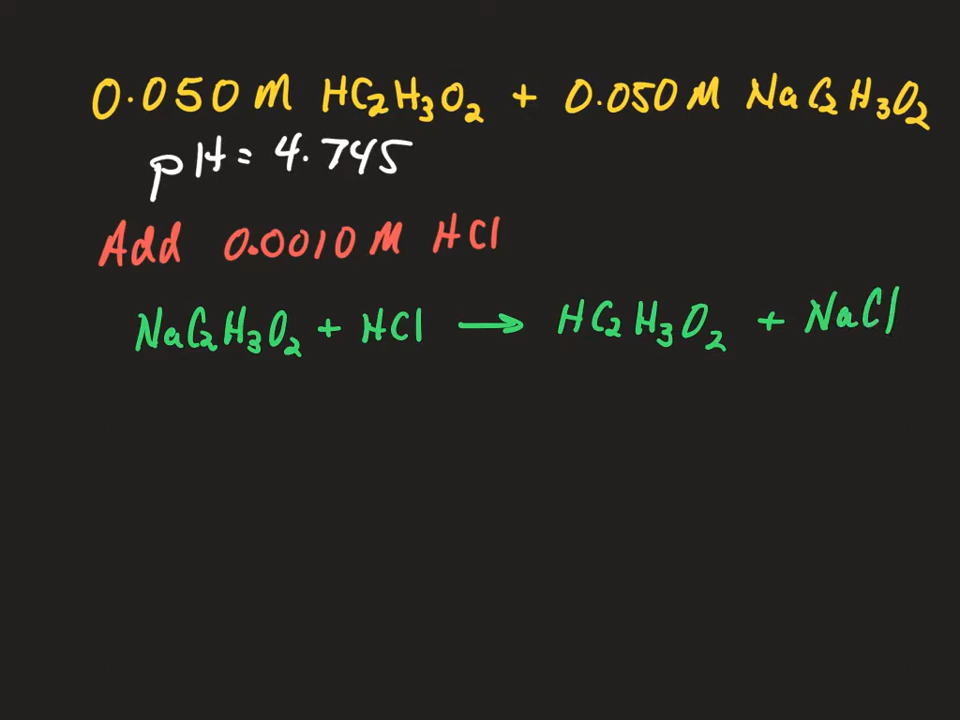 0.050 M HC₂H₃O₂ + 0.050 M NaC₂H₃O₂
pH = 4.745
Add 0.0010 M HCl
NaC₂H₃O₂ + HCl → HC₂H₃O₂ + NaCl